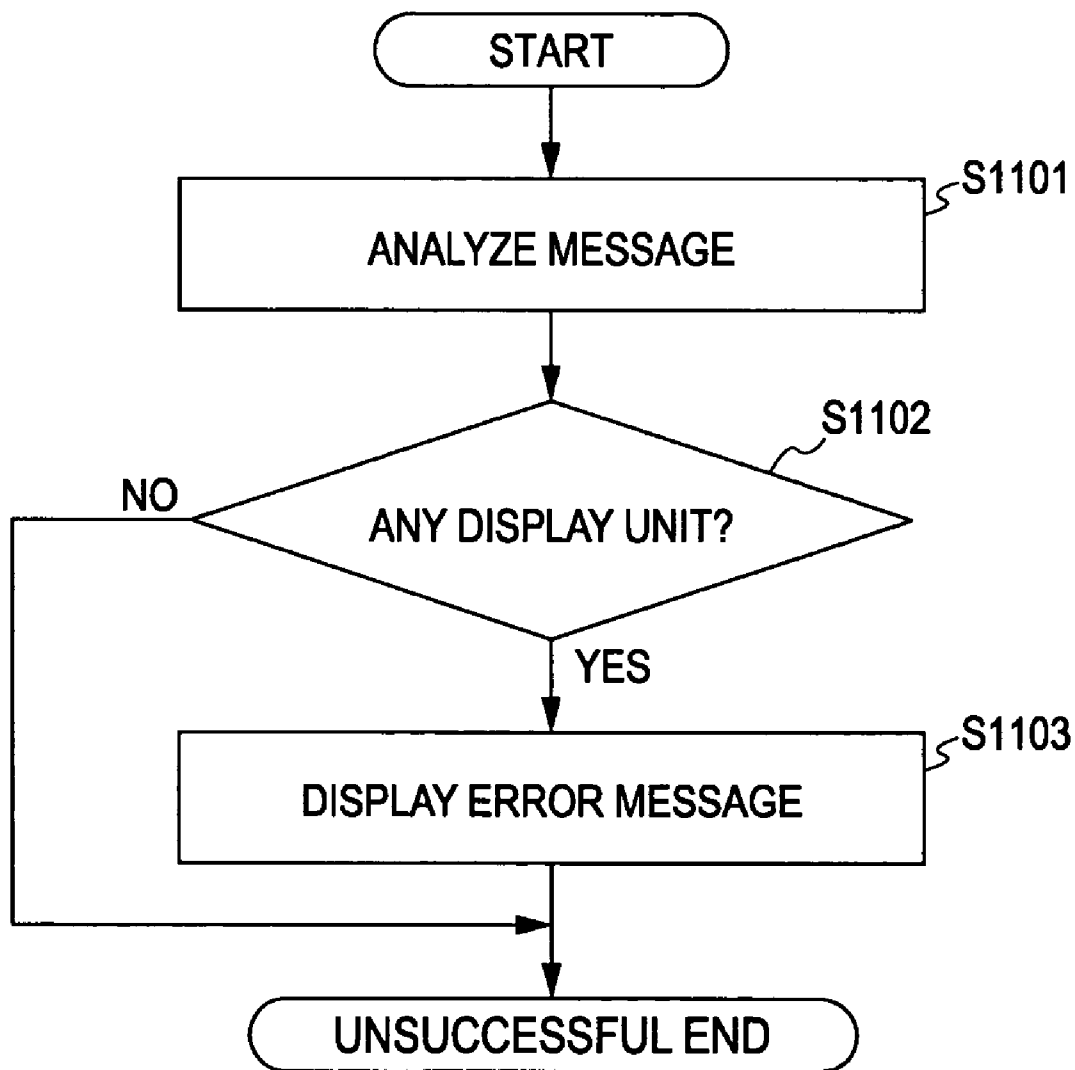 START
S1101
ANALYZE MESSAGE
S1102
NO
ANY DISPLAY UNIT?
YES
S1103
DISPLAY ERROR MESSAGE
UNSUCCESSFUL END